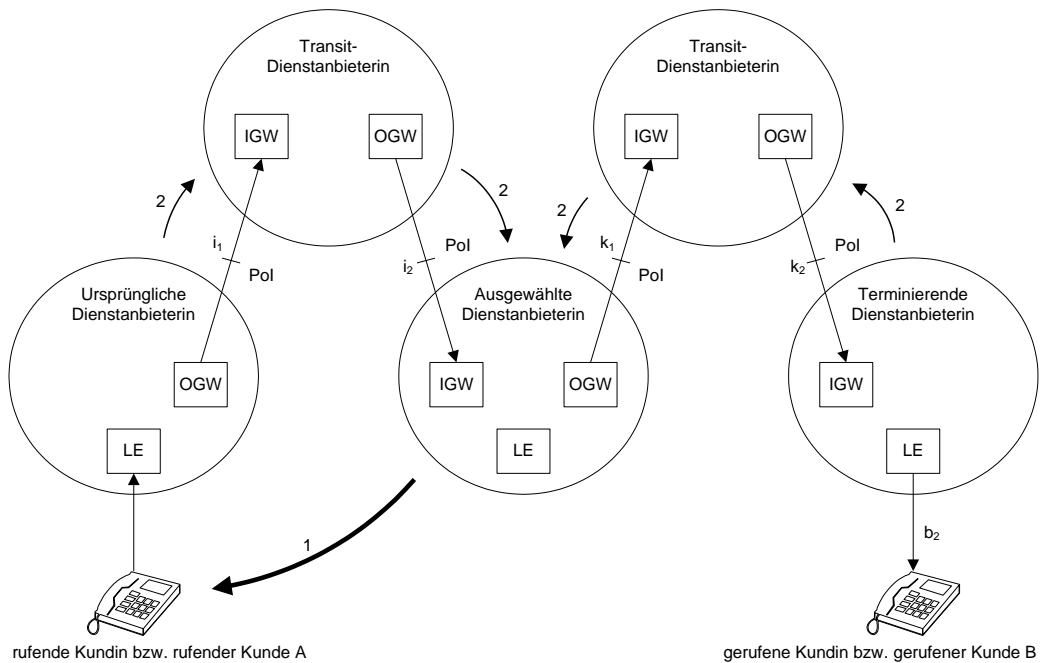 Transit-
Dienstanbieterin
Transit-
Dienstanbieterin
IGW
OGW
IGW
OGW
2
2
2
2
i1
PoI
i2
PoI
k1
PoI
k2
PoI
Ursprüngliche
Dienstanbieterin
Ausgewählte
Dienstanbieterin
Terminierende
Dienstanbieterin
OGW
IGW
OGW
IGW
LE
LE
LE
1
b2
rufende Kundin bzw. rufender Kunde A
gerufene Kundin bzw. gerufener Kunde B